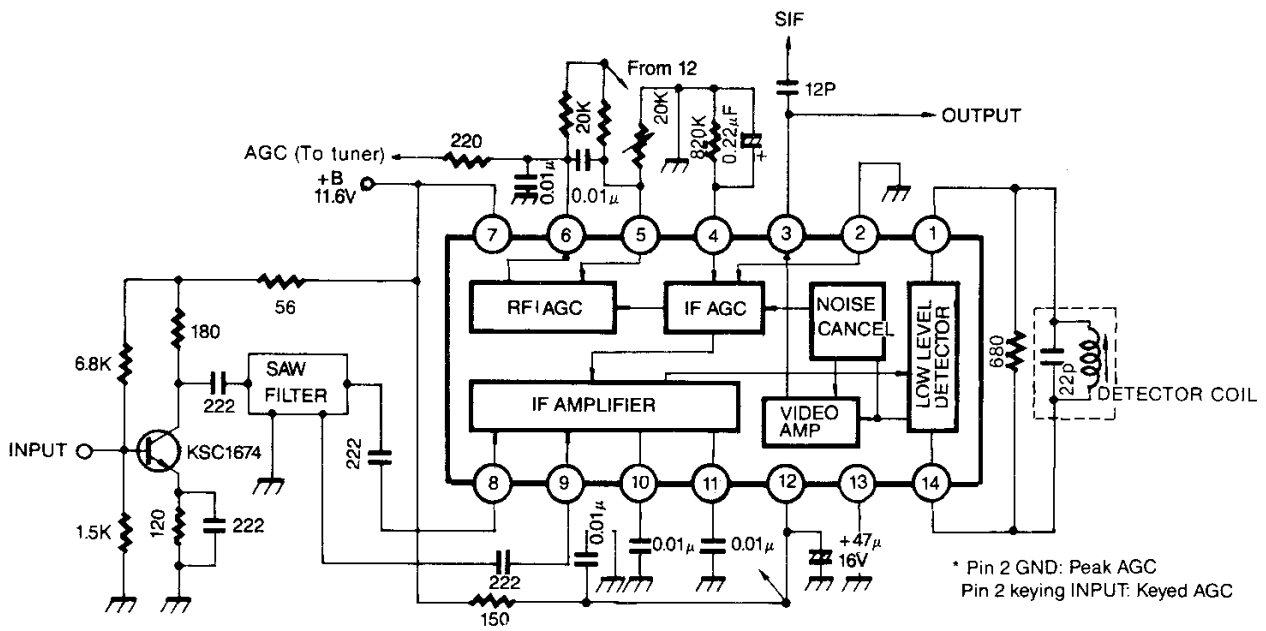 SIF
12P
OUTPUT
From 12
20K
20K
820K
0.22µF
+
220
AGC (To tuner)
0.01µ
0.01µ
+B
11.6V
7
6
5
4
3
2
1
RF AGC
IF AGC
NOISE
CANCEL
LOW LEVEL
DETECTOR
680
22p
DETECTOR COIL
56
180
6.8K
SAW
FILTER
222
IF AMPLIFIER
VIDEO
AMP
INPUT
KSC1674
222
8
9
10
11
12
13
14
1.5K
120
222
0.01µ
0.01µ
0.01µ
+47µ
16V
222
150
* Pin 2 GND: Peak AGC
Pin 2 keying INPUT: Keyed AGC